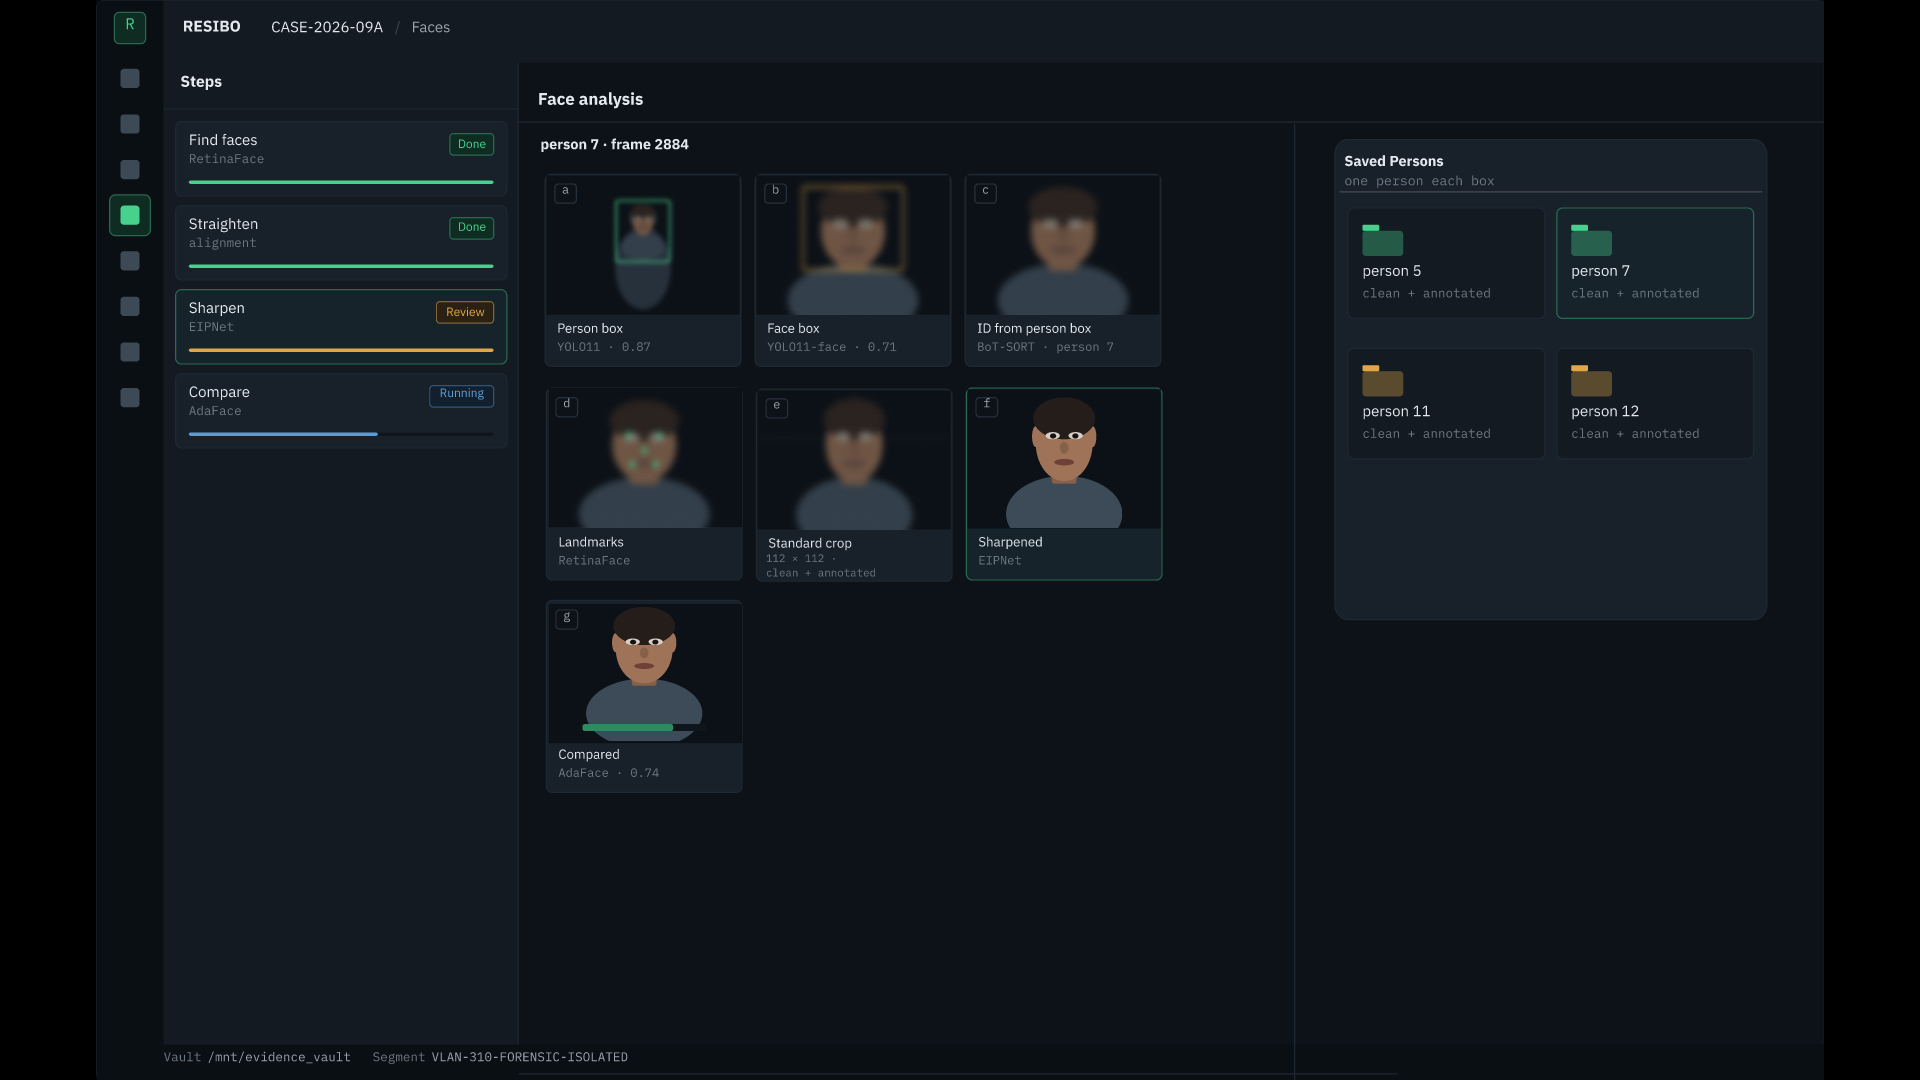 R
RESIBO
CASE-2026-09A / Faces
Steps
Find faces
Done
RetinaFace
Straighten
Done
alignment
Sharpen
Review
EIPNet
Compare
Running
AdaFace
Face analysis
person 7 · frame 2884
a
Person box
YOLO11 · 0.87
b
Face box
YOLO11-face · 0.71
c
ID from person box
BoT-SORT · person 7
d
Landmarks
RetinaFace
e
Standard crop
112 × 112 ·
clean + annotated
f
Sharpened
EIPNet
g
Compared
AdaFace · 0.74
Saved Persons
one person each box
person 5
clean + annotated
person 7
clean + annotated
person 11
clean + annotated
person 12
clean + annotated
Vault /mnt/evidence_vault
Segment VLAN-310-FORENSIC-ISOLATED